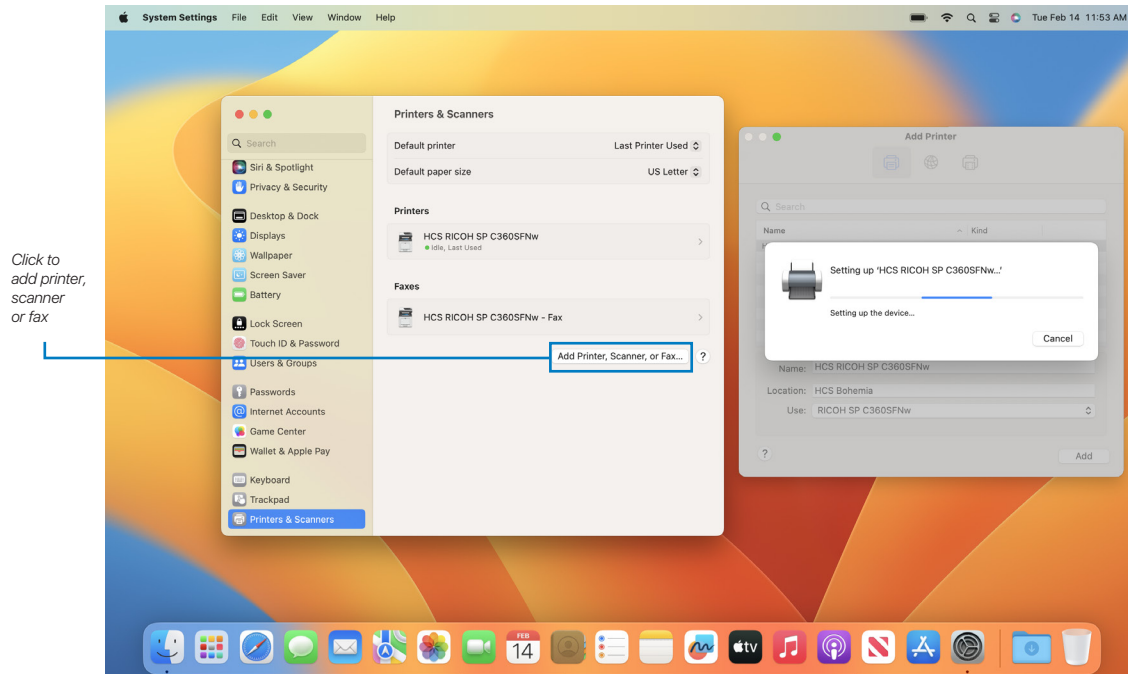 System Settings File Edit View Window Help
Tue Feb 14 11:53 AM
Click to
add printer,
scanner
or fax
Search
Siri & Spotlight
Privacy & Security
Desktop & Dock
Displays
Wallpaper
Screen Saver
Battery
Lock Screen
Touch ID & Password
Users & Groups
Passwords
Internet Accounts
Game Center
Wallet & Apple Pay
Keyboard
Trackpad
Printers & Scanners
Printers & Scanners
Default printer Last Printer Used
Default paper size US Letter
Printers
HCS RICOH SP C360SFNw
Idle, Last Used
Faxes
HCS RICOH SP C360SFNw - Fax
Add Printer, Scanner, or Fax... ?
Add Printer
Search
Name Kind
Setting up ‘HCS RICOH SP C360SFNw...’
Setting up the device...
Cancel
Name: HCS RICOH SP C360SFNw
Location: HCS Bohemia
Use: RICOH SP C360SFNw
? Add
FEB
14
tv